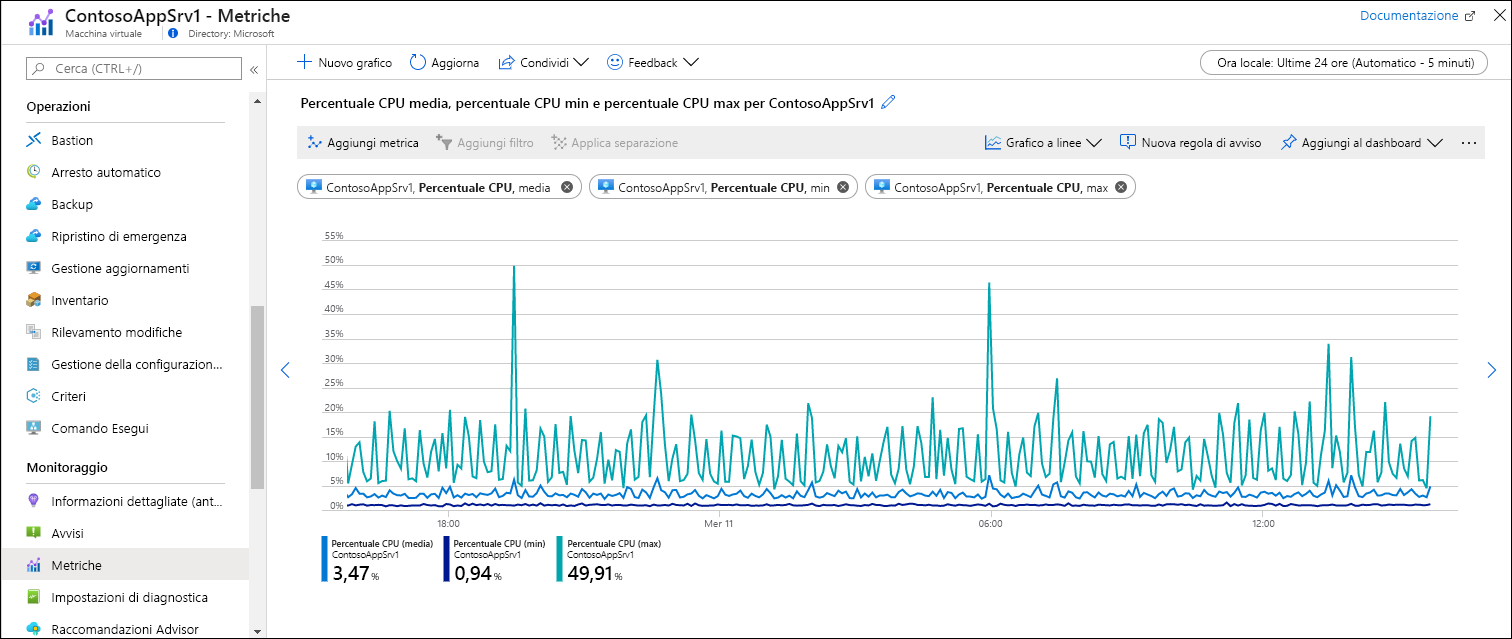 ContosoAppSrv1 - Metriche
Macchina virtuale
Directory: Microsoft
Documentazione
Cerca (CTRL+/)
Operazioni
Bastion
Arresto automatico
Backup
Ripristino di emergenza
Gestione aggiornamenti
Inventario
Rilevamento modifiche
Gestione della configurazion...
Criteri
Comando Esegui
Monitoraggio
Informazioni dettagliate (ant...
Avvisi
Metriche
Impostazioni di diagnostica
Raccomandazioni Advisor
Nuovo grafico Aggiorna Condividi Feedback
Ora locale: Ultime 24 ore (Automatico - 5 minuti)
Percentuale CPU media, percentuale CPU min e percentuale CPU max per ContosoAppSrv1
Aggiungi metrica Aggiungi filtro Applica separazione Grafico a linee Nuova regola di avviso Aggiungi al dashboard ...
ContosoAppSrv1, Percentuale CPU, media
ContosoAppSrv1, Percentuale CPU, min
ContosoAppSrv1, Percentuale CPU, max
55%
50%
45%
40%
35%
30%
25%
20%
15%
10%
5%
0%
18:00 Mer 11 06:00 12:00
Percentuale CPU (media)
ContosoAppSrv1
3,47 %
Percentuale CPU (min)
ContosoAppSrv1
0,94 %
Percentuale CPU (max)
ContosoAppSrv1
49,91 %